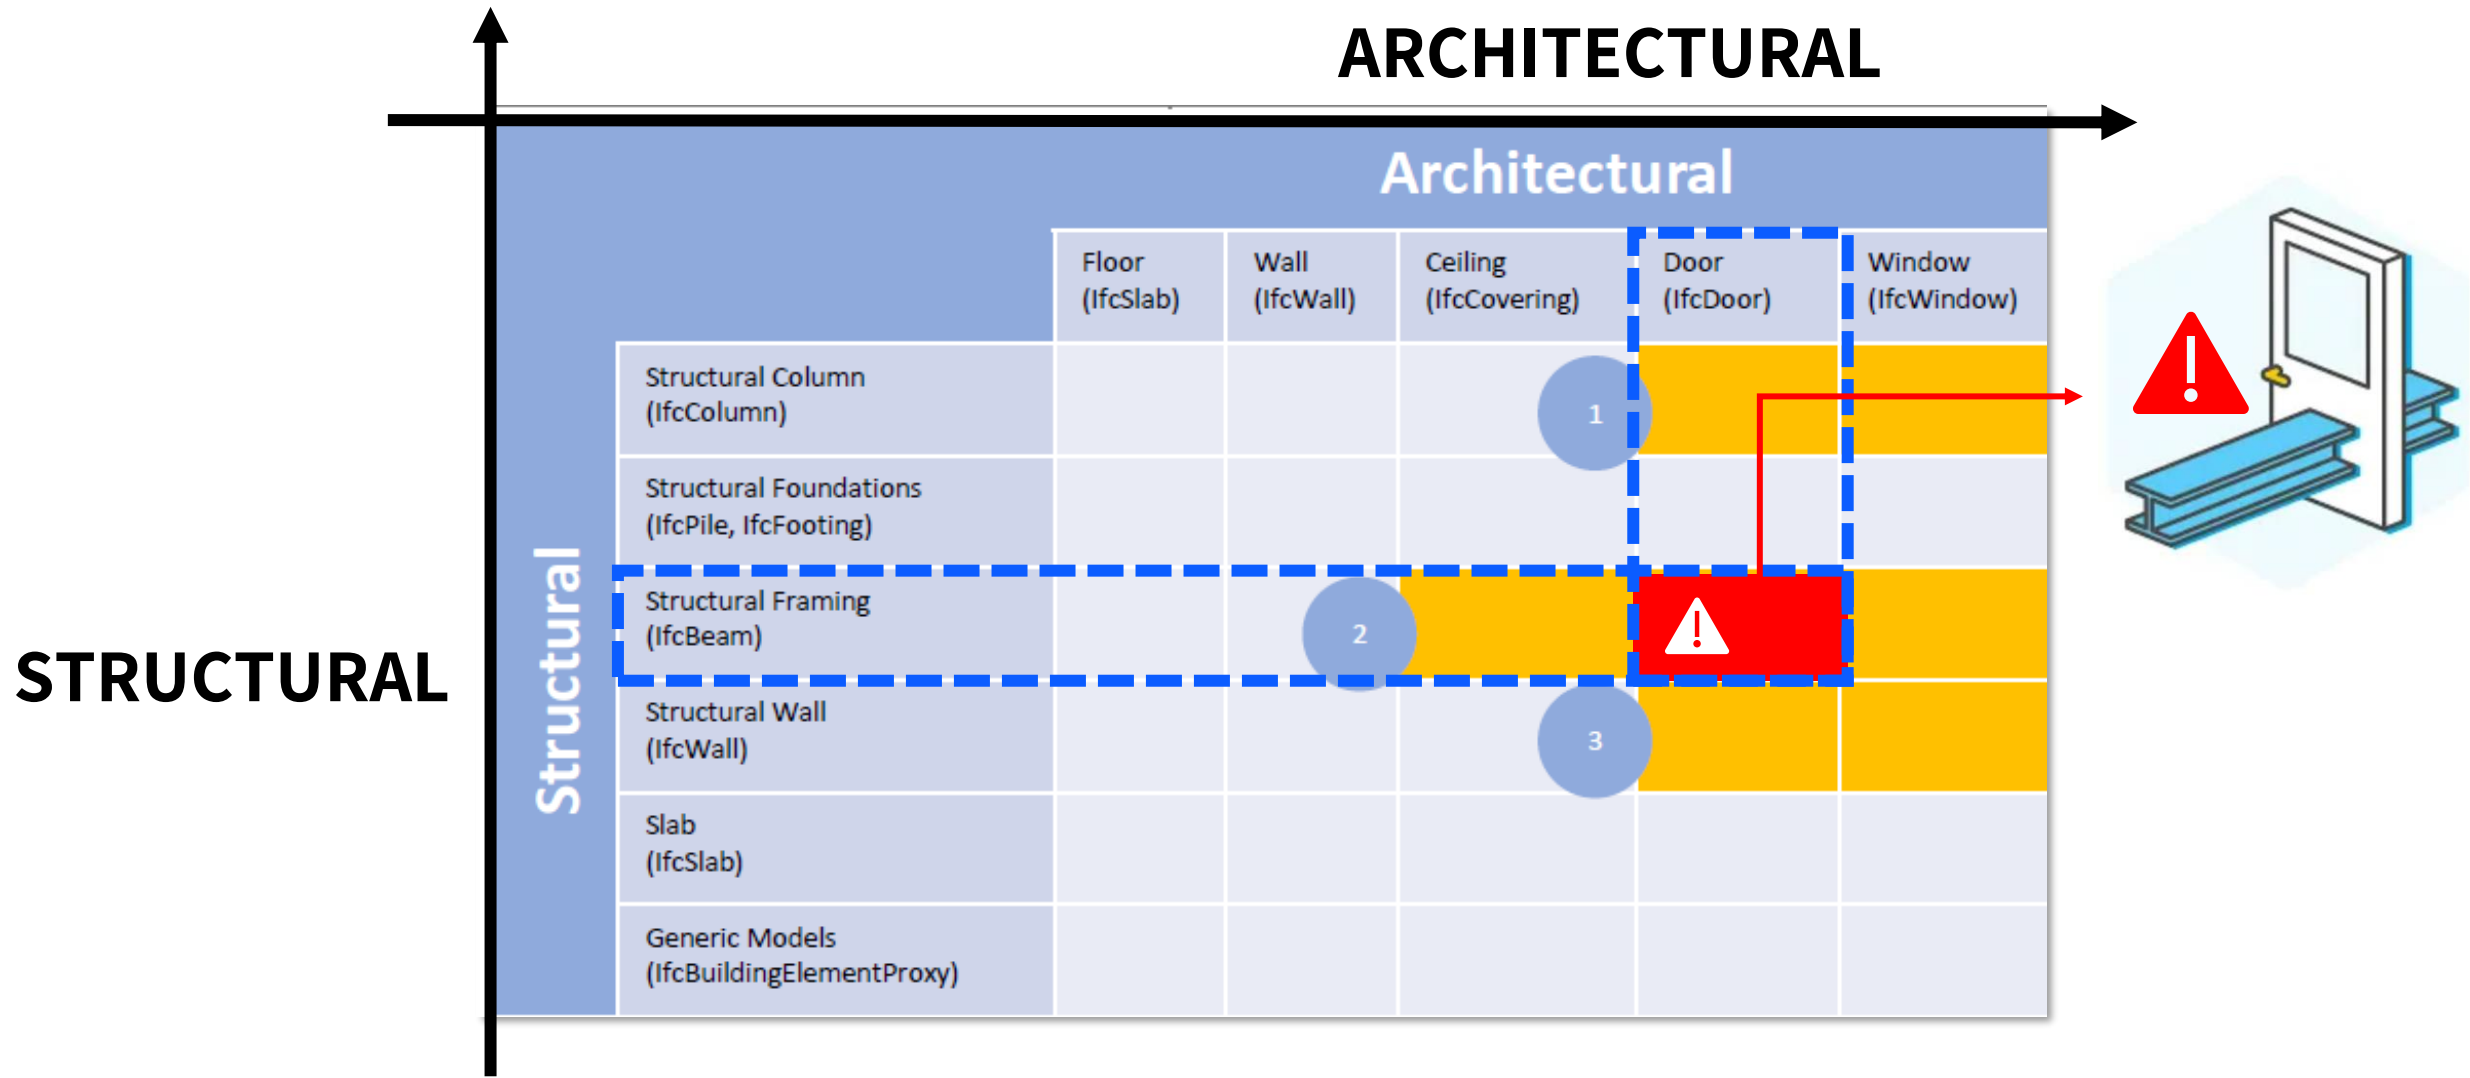 ARCHITECTURAL
Architectural
Floor
(IfcSlab)
Wall
(IfcWall)
Ceiling
(IfcCovering)
Door
(IfcDoor)
Window
(IfcWindow)
STRUCTURAL
Structural
Structural Column
(IfcColumn)
1
Structural Foundations
(IfcPile, IfcFooting)
Structural Framing
(IfcBeam)
2
Structural Wall
(IfcWall)
3
Slab
(IfcSlab)
Generic Models
(IfcBuildingElementProxy)